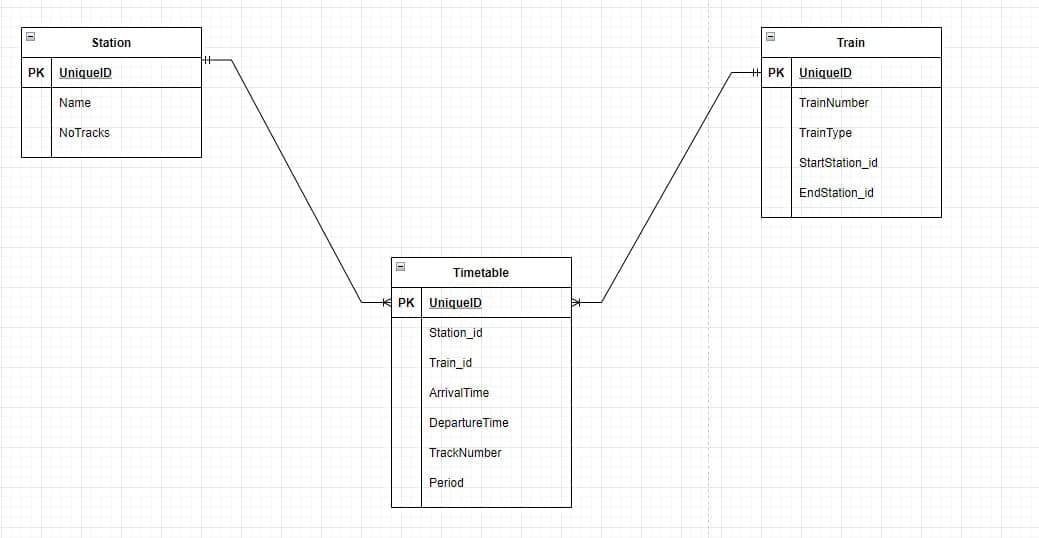 Station
PK UniqueID
Name
NoTracks
Train
PK UniqueID
TrainNumber
TrainType
StartStation_id
EndStation_id
Timetable
PK UniqueID
Station_id
Train_id
ArrivalTime
DepartureTime
TrackNumber
Period